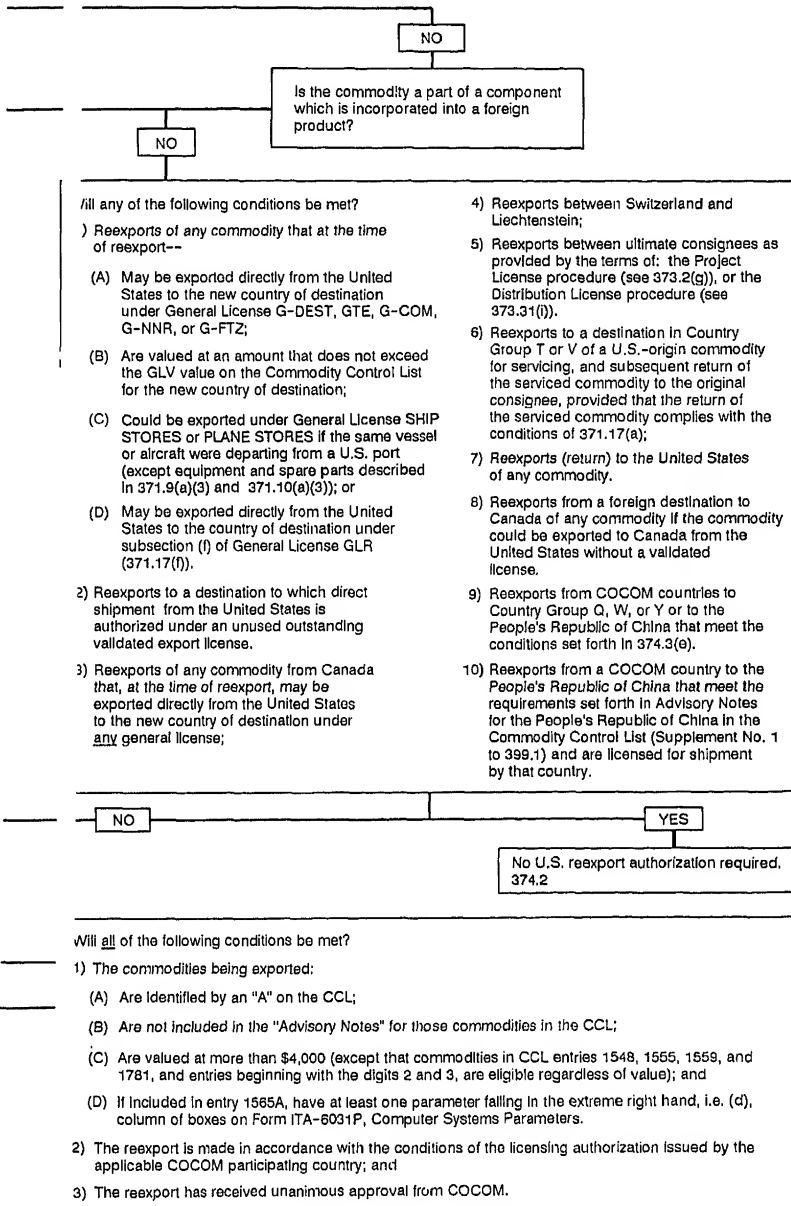 NO
Is the commodity a part of a component
which is incorporated into a foreign
product?
NO
ill any of the following conditions be met?
) Reexports of any commodity that at the time
of reexport--
(A) May be exported directly from the United
States to the new country of destination
under General License G-DEST, GTE, G-COM,
G-NNR, or G-FTZ;
(B) Are valued at an amount that does not exceed
the GLV value on the Commodity Control List
for the new country of destination;
(C) Could be exported under General License SHIP
STORES or PLANE STORES if the same vessel
or aircraft were departing from a U.S. port
(except equipment and spare parts described
in 371.9(a)(3) and 371.10(a)(3)); or
(D) May be exported directly from the United
States to the country of destination under
subsection (f) of General License GLR
(371.17(f)).
2) Reexports to a destination to which direct
shipment from the United States is
authorized under an unused outstanding
validated export license.
3) Reexports of any commodity from Canada
that, at the time of reexport, may be
exported directly from the United States
to the new country of destination under
any general license;
4) Reexports between Switzerland and
Liechtenstein;
5) Reexports between ultimate consignees as
provided by the terms of: the Project
License procedure (see 373.2(g)), or the
Distribution License procedure (see
373.31(i)).
6) Reexports to a destination in Country
Group T or V of a U.S.-origin commodity
for servicing, and subsequent return of
the serviced commodity to the original
consignee, provided that the return of
the serviced commodity complies with the
conditions of 371.17(a);
7) Reexports (return) to the United States
of any commodity.
8) Reexports from a foreign destination to
Canada of any commodity if the commodity
could be exported to Canada from the
United States without a validated
license.
9) Reexports from COCOM countries to
Country Group Q, W, or Y or to the
People's Republic of China that meet the
conditions set forth in 374.3(e).
10) Reexports from a COCOM country to the
People's Republic of China that meet the
requirements set forth in Advisory Notes
for the People's Republic of China in the
Commodity Control List (Supplement No. 1
to 399.1) and are licensed for shipment
by that country.
NO
YES
No U.S. reexport authorization required.
374.2
Will all of the following conditions be met?
1) The commodities being exported:
(A) Are identified by an "A" on the CCL;
(B) Are not included in the "Advisory Notes" for those commodities in the CCL;
(C) Are valued at more than $4,000 (except that commodities in CCL entries 1548, 1555, 1559, and
1781, and entries beginning with the digits 2 and 3, are eligible regardless of value); and
(D) If included in entry 1565A, have at least one parameter falling in the extreme right hand, i.e. (d),
column of boxes on Form ITA-6031P, Computer Systems Parameters.
2) The reexport is made in accordance with the conditions of the licensing authorization issued by the
applicable COCOM participating country; and
3) The reexport has received unanimous approval from COCOM.